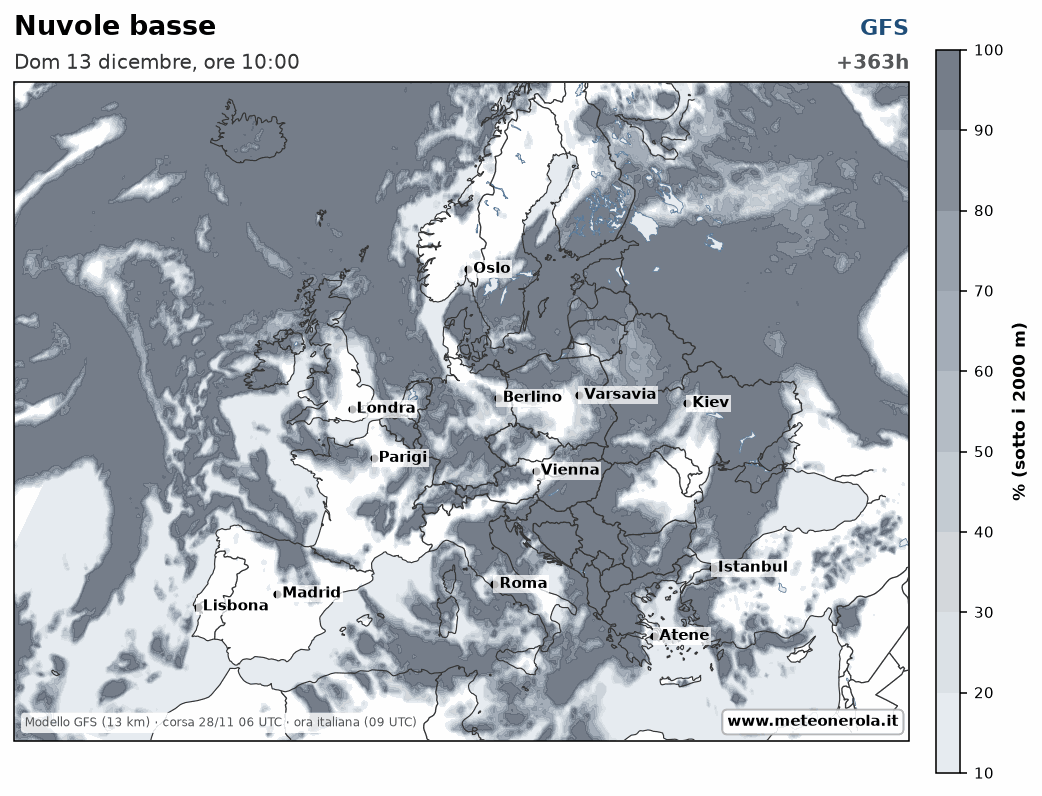 Nuvole basse
GFS
Dom 13 dicembre, ore 10:00
+363h
100
90
80
70
60
50
40
30
20
10
% (sotto i 2000 m)
Oslo
Berlino
Varsavia
Kiev
Londra
Parigi
Vienna
Istanbul
Roma
Madrid
Lisbona
Atene
Modello GFS (13 km) · corsa 28/11 06 UTC · ora italiana (09 UTC)
www.meteonerola.it